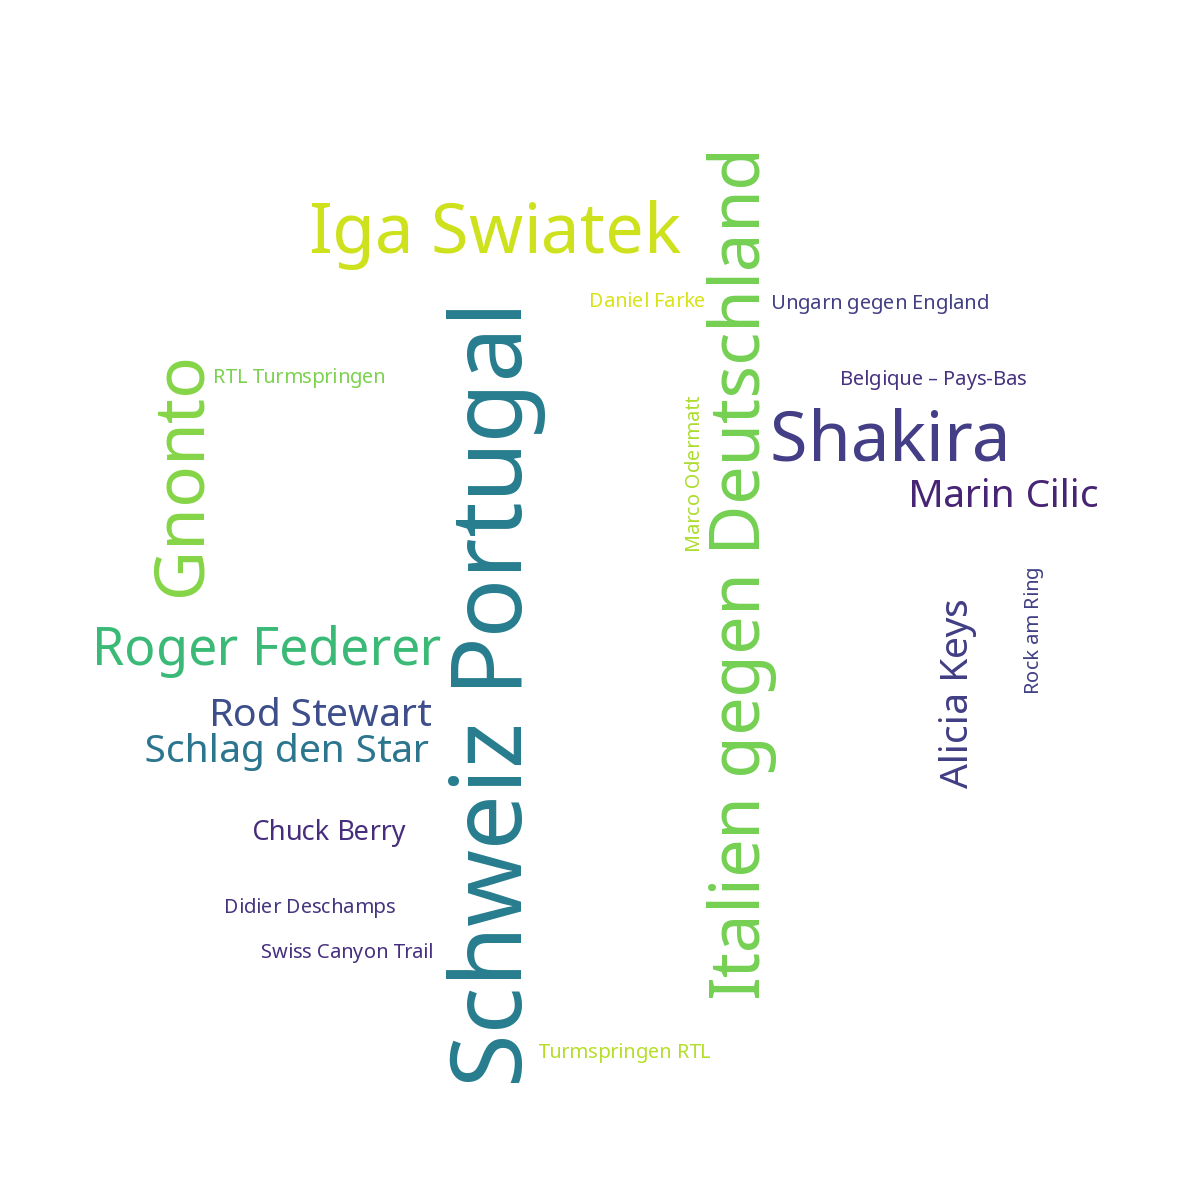 Iga Swiatek
Daniel Farke
Ungarn gegen England
RTL Turmspringen
Belgique – Pays-Bas
Gnonto
Schweiz Portugal
Marco Odermatt
Italien gegen Deutschland
Shakira
Marin Cilic
Roger Federer
Rock am Ring
Alicia Keys
Rod Stewart
Schlag den Star
Chuck Berry
Didier Deschamps
Swiss Canyon Trail
Turmspringen RTL